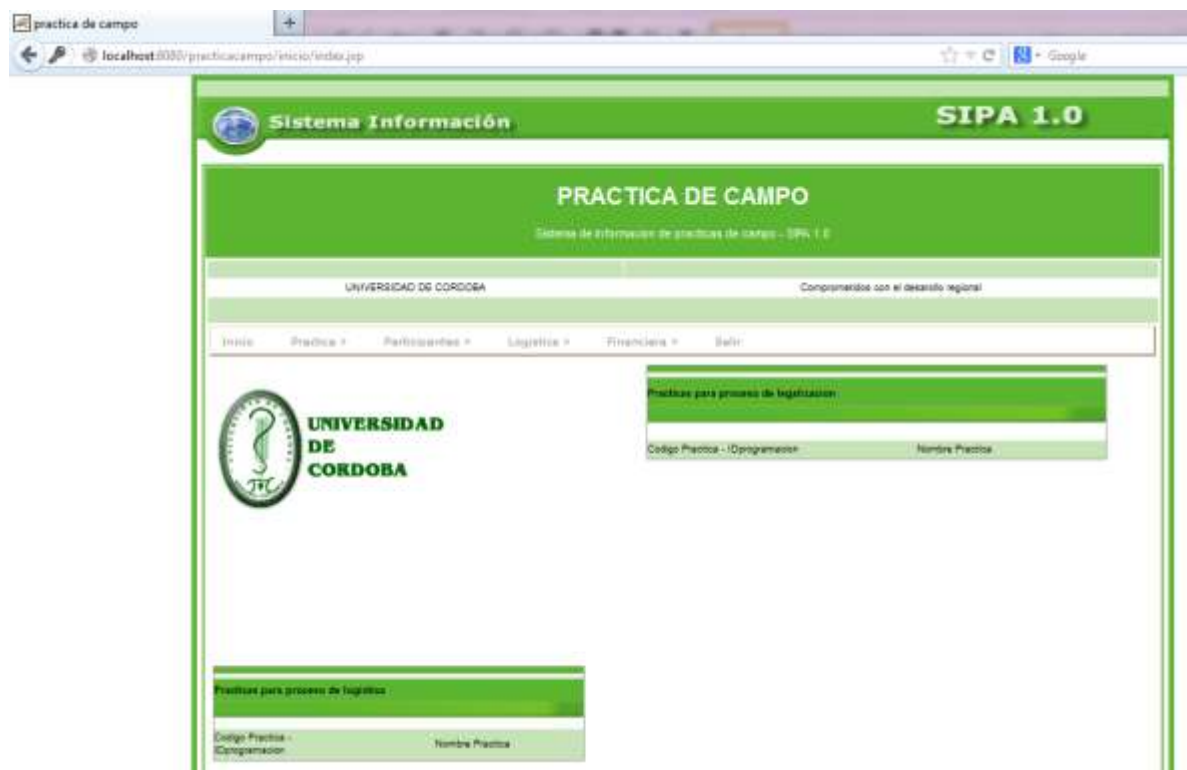 practica de campo
localhost:8080/practicacampo/inicio/index.jsp
Google
Sistema Información
SIPA 1.0
PRACTICA DE CAMPO
Sistema de informacion de practicas de campo - SIPA 1.0
UNIVERSIDAD DE CORDOBA
Comprometidos con el desarollo regional
Inicio Practica Participantes Logistica Financiera Salir
Practicas para proceso de legalizacion
Codigo Practica - IDprogramacion Nombre Practica
UNIVERSIDAD
DE
CORDOBA
Practicas para proceso de logistica
Codigo Practica -
IDprogramacion
Nombre Practica